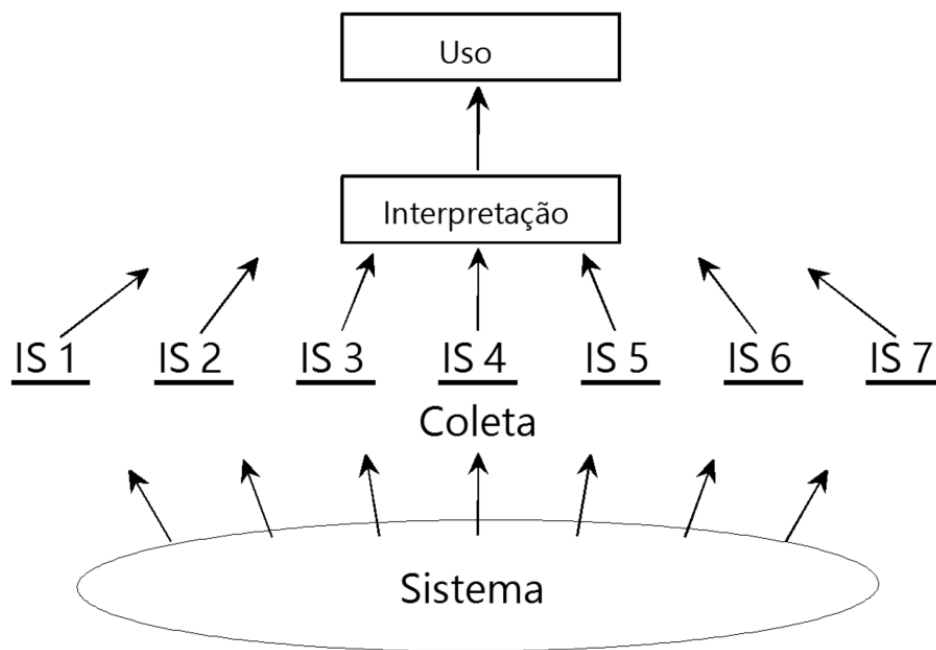 Uso
Interpretação
IS 1 IS 2 IS 3 IS 4 IS 5 IS 6 IS 7
Coleta
Sistema